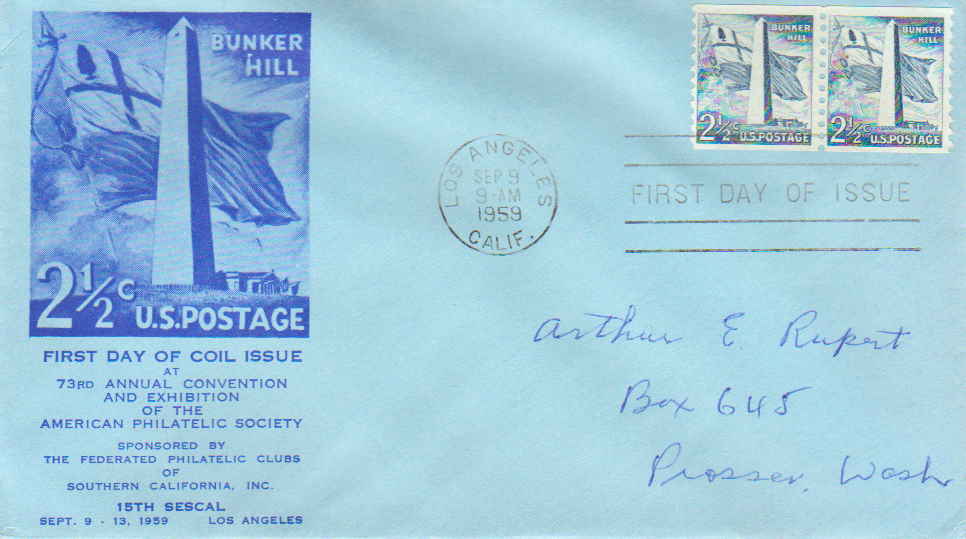 BUNKER
HILL
2½c U.S.POSTAGE
FIRST DAY OF COIL ISSUE
AT
73RD ANNUAL CONVENTION
AND EXHIBITION
OF THE
AMERICAN PHILATELIC SOCIETY
SPONSORED BY
THE FEDERATED PHILATELIC CLUBS
OF
SOUTHERN CALIFORNIA, INC.
15TH SESCAL
SEPT. 9 - 13, 1959 LOS ANGELES
LOS ANGELES
SEP 9
9-AM
1959
CALIF.
BUNKER
HILL
2½c U.S.POSTAGE
BUNKER
HILL
2½c U.S.POSTAGE
FIRST DAY OF ISSUE
Arthur E. Rupert
Box 645
Prosser, Wash